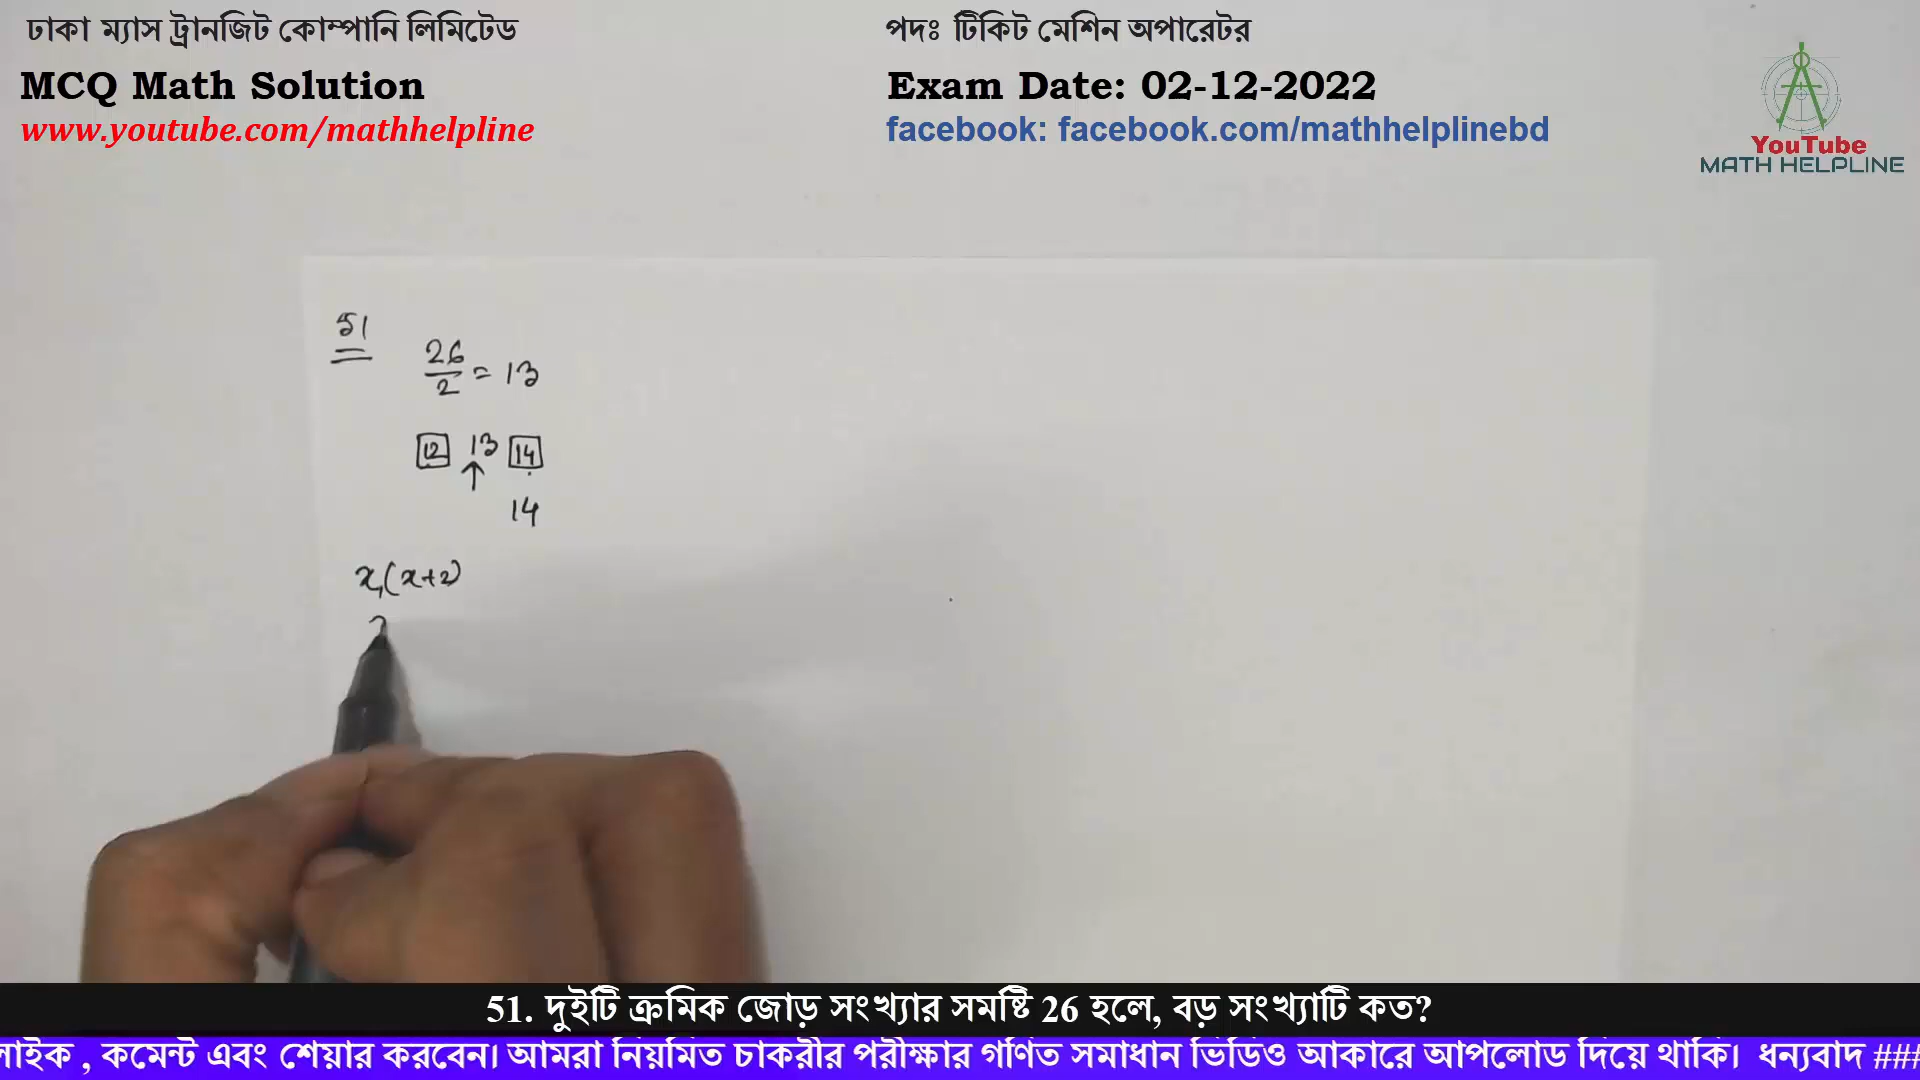 ঢাকা ম্যাস ট্রানজিট কোম্পানি লিমিটেড
পদঃ টিকিট মেশিন অপারেটর
MCQ Math Solution
Exam Date: 02-12-2022
www.youtube.com/mathhelpline
facebook: facebook.com/mathhelplinebd
YouTube
MATH HELPLINE
51
26/2 = 13
12 13 14
14
x,(x+2)
51. দুইটি ক্রমিক জোড় সংখ্যার সমষ্টি 26 হলে, বড় সংখ্যাটি কত?
কমেন্ট এবং শেয়ার করবেন। আমরা নিয়মিত চাকরীর পরীক্ষার গণিত সমাধান ভিডিও আকারে আপলোড দিয়ে থাকি। ধন্যবাদ ###